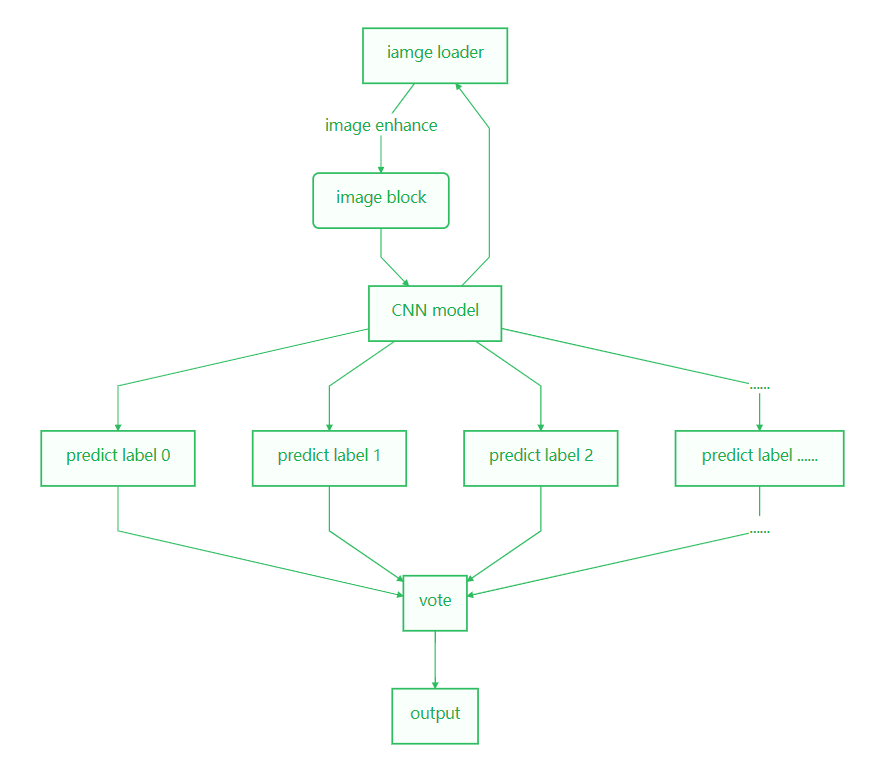 iamge loader
image enhance
image block
CNN model
......
predict label 0
predict label 1
predict label 2
predict label ......
......
vote
output